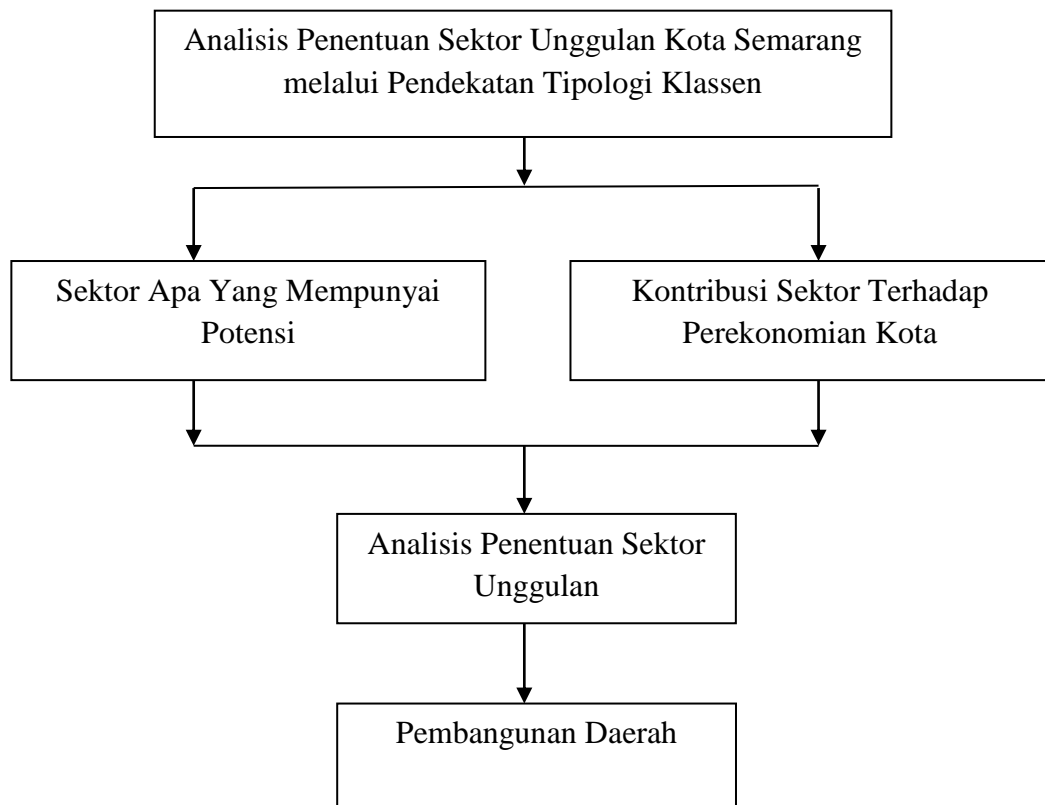 Analisis Penentuan Sektor Unggulan Kota Semarang
melalui Pendekatan Tipologi Klassen
Sektor Apa Yang Mempunyai
Potensi
Kontribusi Sektor Terhadap
Perekonomian Kota
Analisis Penentuan Sektor
Unggulan
Pembangunan Daerah